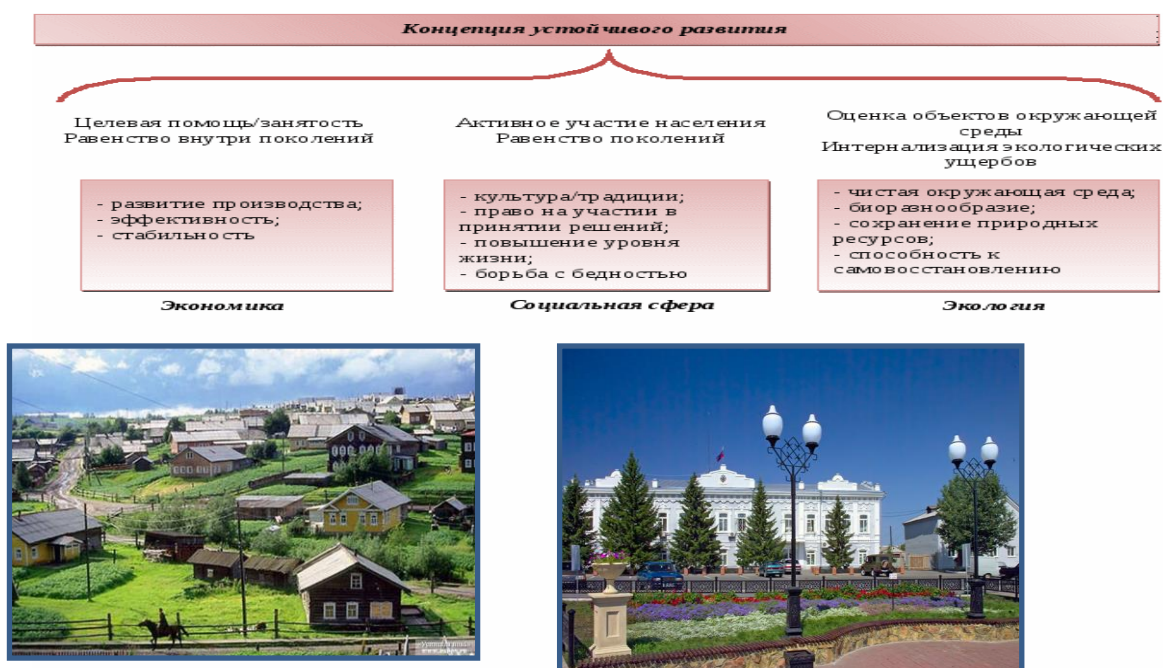 Концепция устойчивого развития
Целевая помощь/занятость
Равенство внутри поколений
Активное участие населения
Равенство поколений
Оценка объектов окружающей
среды
Интернализация экологических
ущербов
- развитие производства;
- эффективность;
- стабильность
- культура/традиции;
- право на участии в
принятии решений;
- повышение уровня
жизни;
- борьба с бедностью
- чистая окружающая среда;
- биоразнообразие;
- сохранение природных
ресурсов;
- способность к
самовосстановлению
Экономика
Социальная сфера
Экология